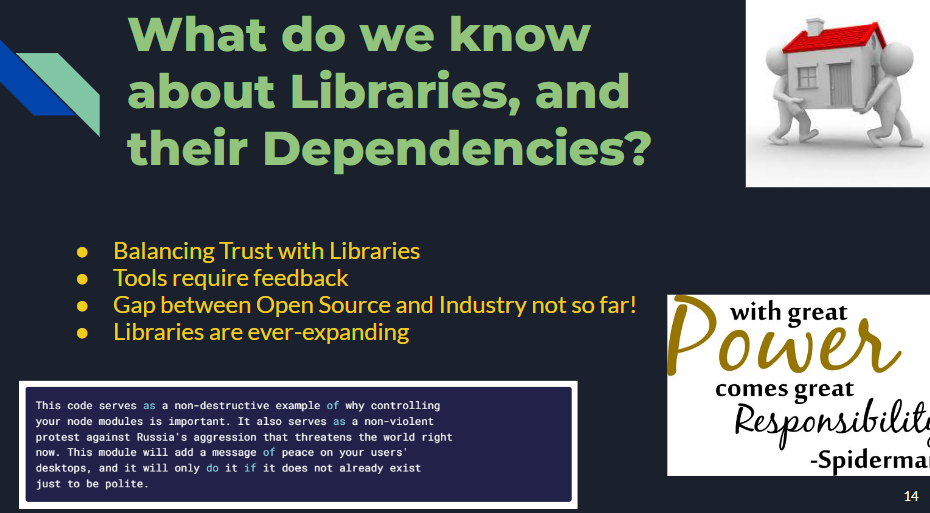 What do we know
about Libraries, and
their Dependencies?
● Balancing Trust with Libraries
● Tools require feedback
● Gap between Open Source and Industry not so far!
● Libraries are ever-expanding
This code serves as a non-destructive example of why controlling
your node modules is important. It also serves as a non-violent
protest against Russia's aggression that threatens the world right
now. This module will add a message of peace on your users'
desktops, and it will only do it if it does not already exist
just to be polite.
with great
Power
comes great
Responsibility
-Spiderma
14